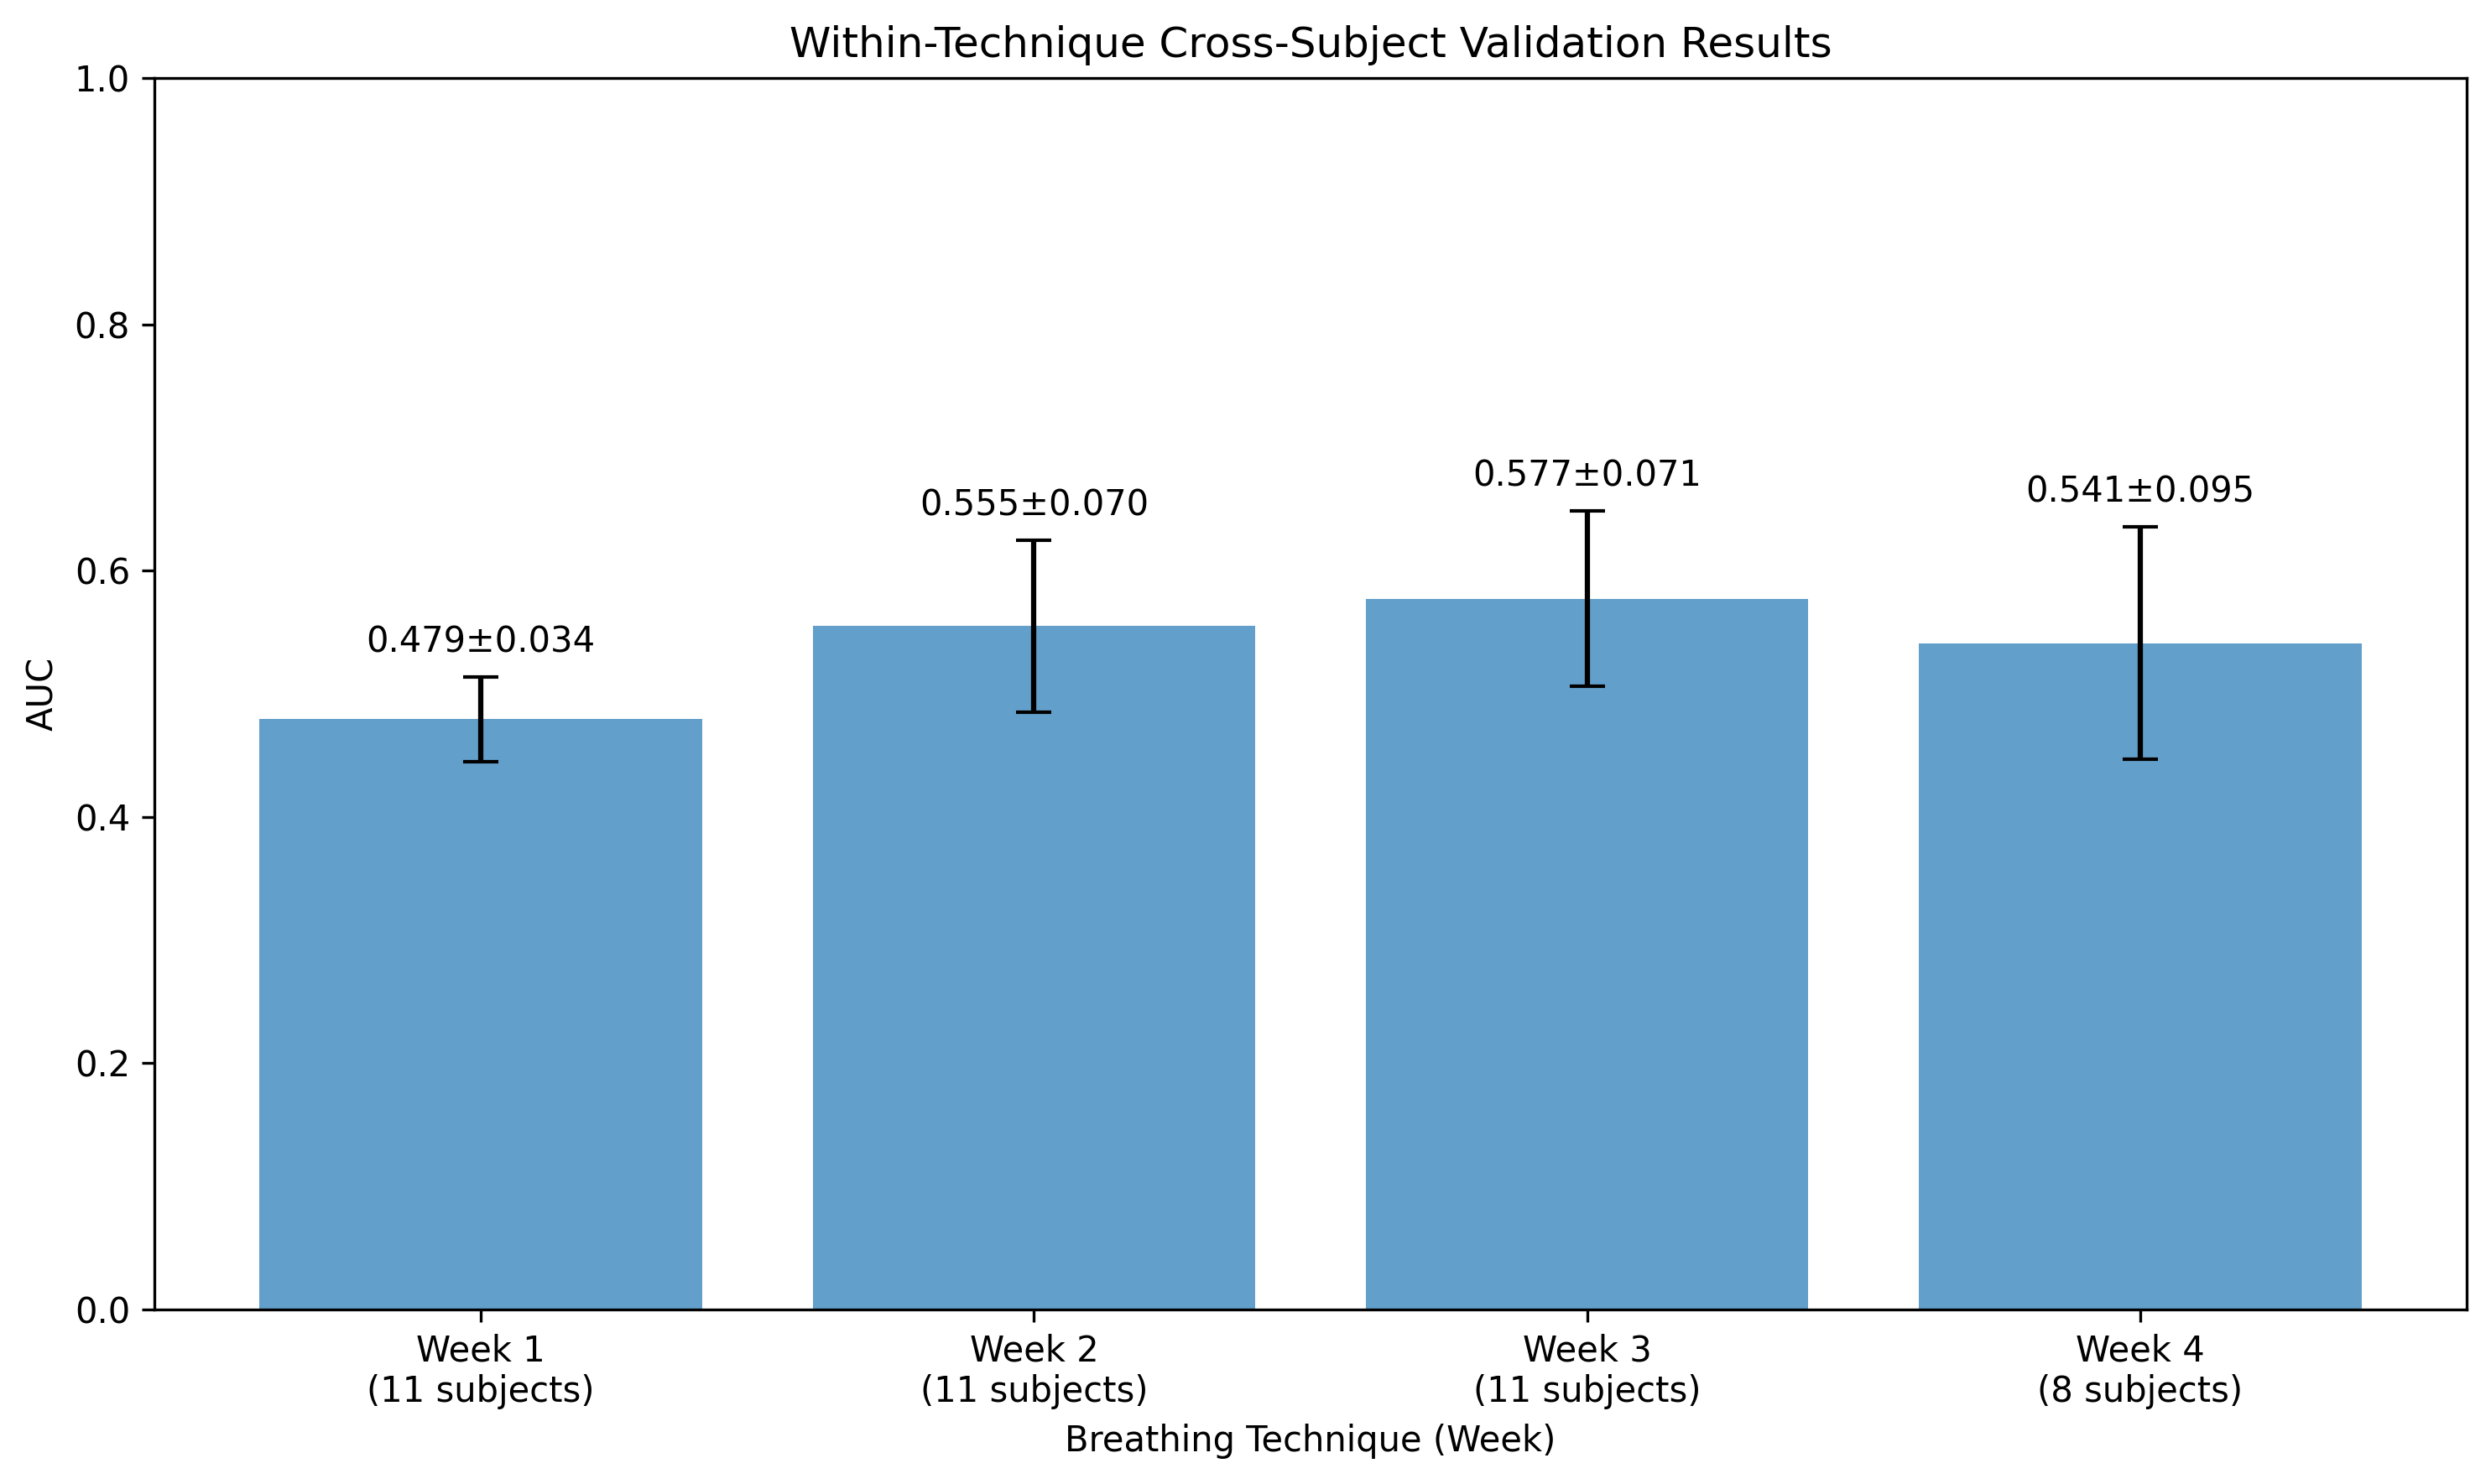 Within-Technique Cross-Subject Validation Results
1.0
0.8
0.6
0.4
0.2
0.0
AUC
0.479±0.034
0.555±0.070
0.577±0.071
0.541±0.095
Week 1
(11 subjects)
Week 2
(11 subjects)
Week 3
(11 subjects)
Week 4
(8 subjects)
Breathing Technique (Week)